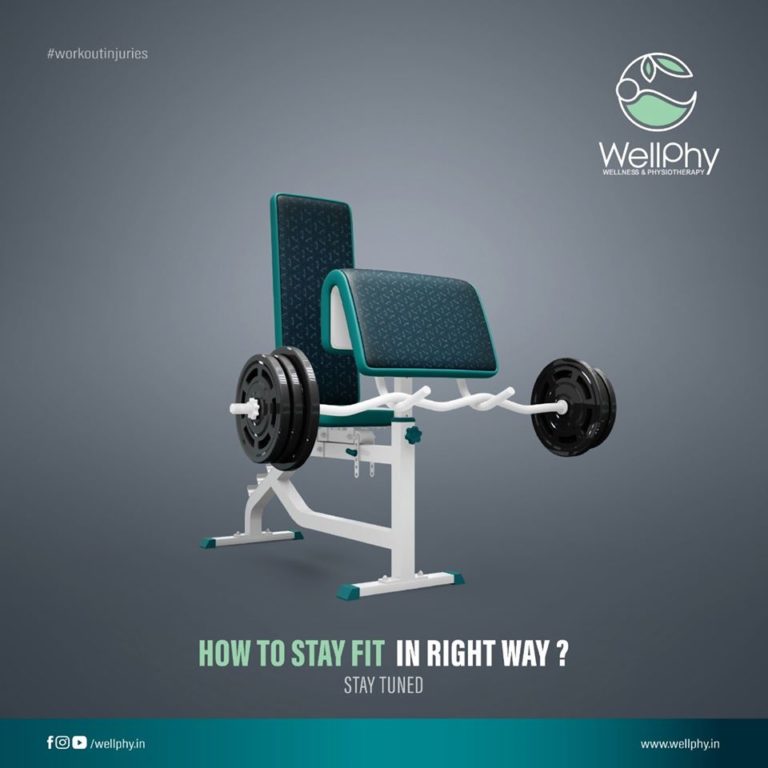 #workoutinjuries
Wellphy
WELLNESS & PHYSIOTHERAPY
HOW TO STAY FIT IN RIGHT WAY ?
STAY TUNED
/wellphy.in
www.wellphy.in